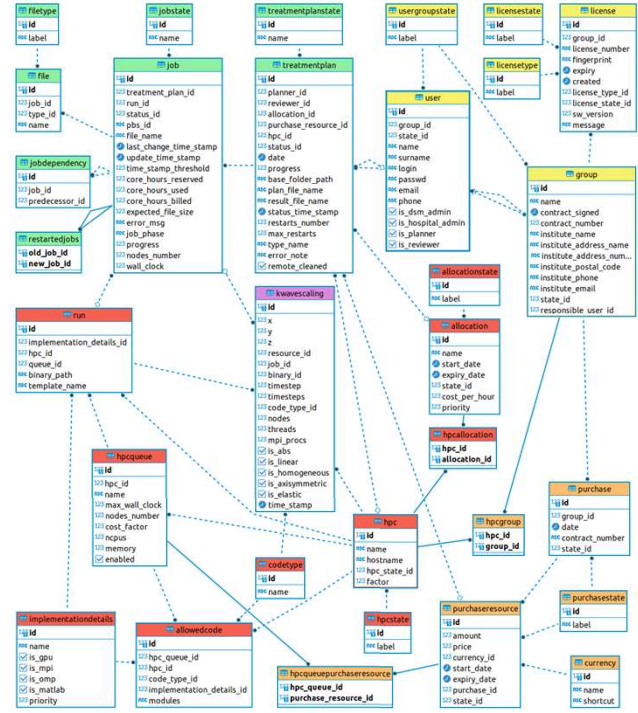 filetype
id
label
jobstate
id
name
treatmentplanstate
id
name
usergroupstate
id
label
licensestate
id
label
license
id
group_id
license_number
fingerprint
expiry
created
license_type_id
license_state_id
sw_version
message
file
id
job_id
type_id
name
job
id
treatment_plan_id
run_id
status_id
pbs_id
file_name
last_change_time_stamp
update_time_stamp
time_stamp_threshold
core_hours_reserved
core_hours_used
core_hours_billed
expected_file_size
error_msg
job_phase
progress
nodes_number
wall_clock
treatmentplan
id
planner_id
reviewer_id
allocation_id
purchase_resource_id
hpc_id
status_id
date
progress
base_folder_path
plan_file_name
result_file_name
status_time_stamp
restarts_number
max_restarts
type_name
error_note
remote_cleaned
licensetype
id
label
user
id
group_id
state_id
name
surname
login
passwd
email
phone
is_dsm_admin
is_hospital_admin
is_planner
is_reviewer
jobdependency
id
job_id
predecessor_id
group
id
name
contract_signed
contract_number
institute_name
institute_address_name
institute_address_num...
institute_postal_code
institute_phone
institute_email
state_id
responsible_user_id
restartedjobs
old_job_id
new_job_id
allocationstate
id
label
run
id
implementation_details_id
hpc_id
queue_id
binary_path
template_name
kwavescaling
id
x
y
z
resource_id
job_id
binary_id
timestep
timesteps
code_type_id
nodes
threads
mpi_procs
is_abs
is_linear
is_homogeneous
is_axisymmetric
is_elastic
time_stamp
allocation
id
name
start_date
expiry_date
state_id
cost_per_hour
priority
hpcallocation
hpc_id
allocation_id
hpcqueue
id
hpc_id
name
max_wall_clock
nodes_number
cost_factor
ncpus
memory
enabled
purchase
id
group_id
date
contract_number
state_id
hpc
id
name
hostname
hpc_state_id
factor
hpcgroup
hpc_id
group_id
codetype
id
name
purchasestate
id
label
implementationdetails
id
name
is_gpu
is_mpi
is_omp
is_matlab
priority
allowedcode
id
hpc_queue_id
hpc_id
code_type_id
implementation_details_id
modules
hpcstate
id
label
purchaseresource
id
amount
price
currency_id
start_date
expiry_date
purchase_id
state_id
hpcqueuepurchaseresource
hpc_queue_id
purchase_resource_id
currency
id
name
shortcut